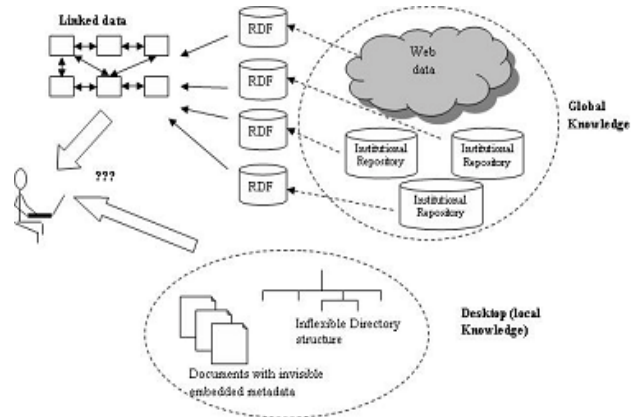 Linked data
RDF
RDF
RDF
RDF
Web
data
Global
Knowledge
Institutional
Repository
Institutional
Repository
Institutional
Repository
???
Inflexible Directory
structure
Documents with invisible
embedded metadata
Desktop (local
Knowledge)